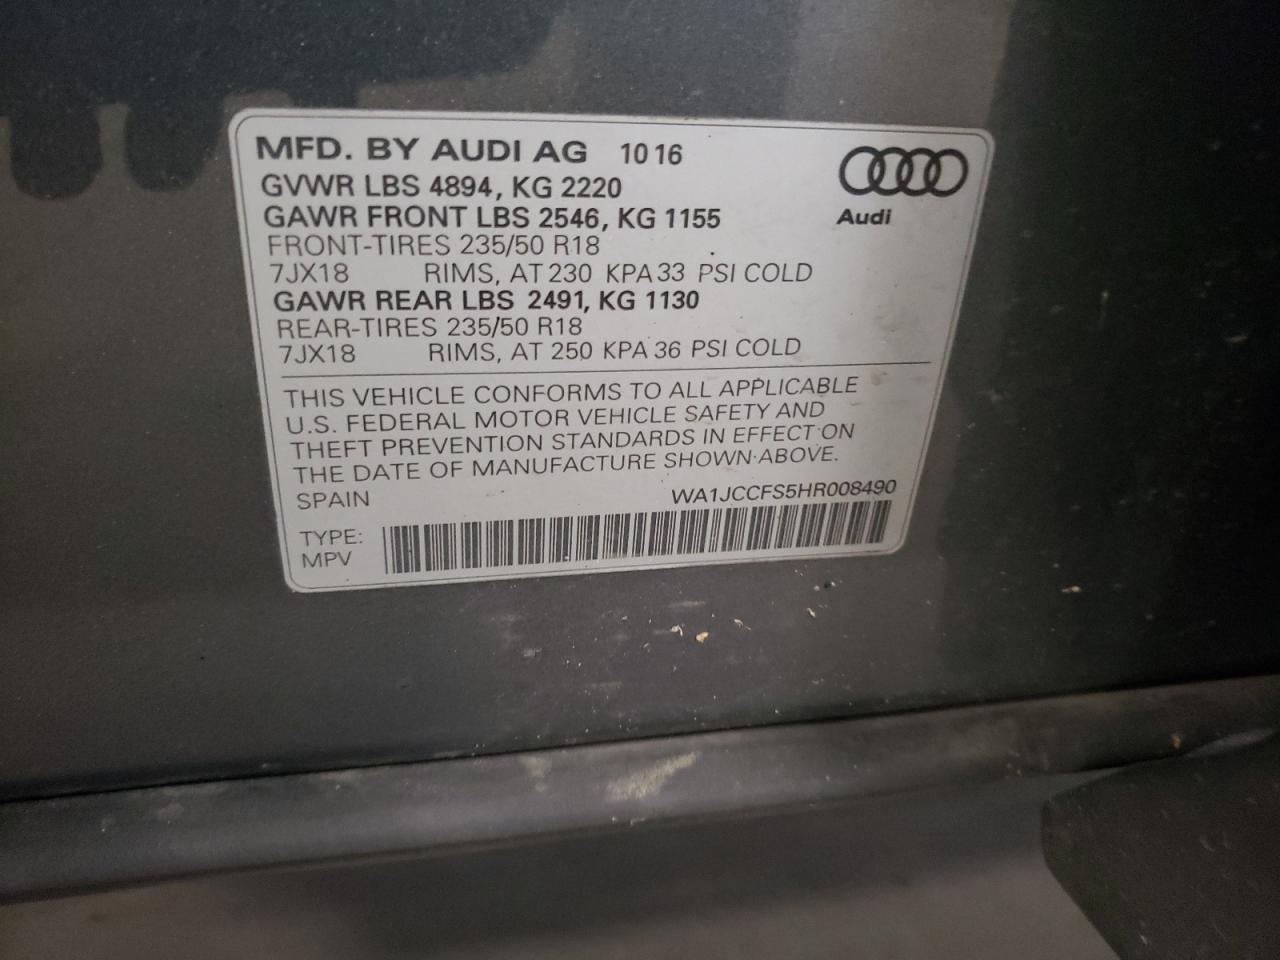 MFD. BY AUDI AG 10 16
GVWR LBS 4894, KG 2220
GAWR FRONT LBS 2546, KG 1155
Audi
FRONT-TIRES 235/50 R18
7JX18 RIMS, AT 230 KPA 33 PSI COLD
GAWR REAR LBS 2491, KG 1130
REAR-TIRES 235/50 R18
7JX18 RIMS, AT 250 KPA 36 PSI COLD
THIS VEHICLE CONFORMS TO ALL APPLICABLE
U.S. FEDERAL MOTOR VEHICLE SAFETY AND
THEFT PREVENTION STANDARDS IN EFFECT ON
THE DATE OF MANUFACTURE SHOWN ABOVE.
SPAIN WA1JCCFS5HR008490
TYPE:
MPV